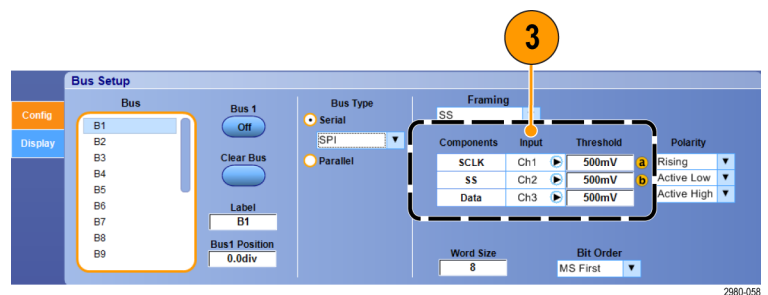 3
Bus Setup
Config
Display
Bus
B1
B2
B3
B4
B5
B6
B7
B8
B9
Bus 1
Off
Clear Bus
Label
B1
Bus1 Position
0.0div
Bus Type
Serial
SPI
Parallel
Framing
SS
Components Input Threshold Polarity
SCLK Ch1 500mV a Rising
SS Ch2 500mV b Active Low
Data Ch3 500mV Active High
Word Size Bit Order
8 MS First
2980-058